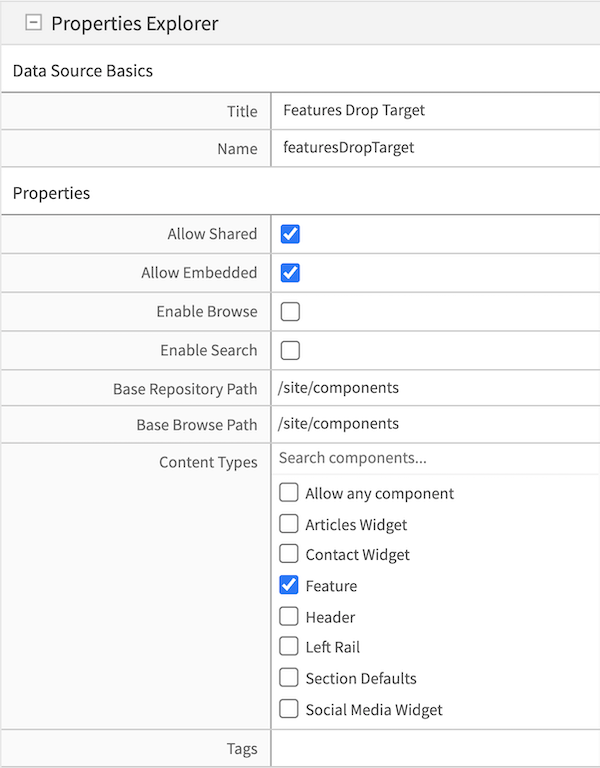 Properties Explorer
Data Source Basics
Title Features Drop Target
Name featuresDropTarget
Properties
Allow Shared
Allow Embedded
Enable Browse
Enable Search
Base Repository Path /site/components
Base Browse Path /site/components
Content Types Search components...
Allow any component
Articles Widget
Contact Widget
Feature
Header
Left Rail
Section Defaults
Social Media Widget
Tags